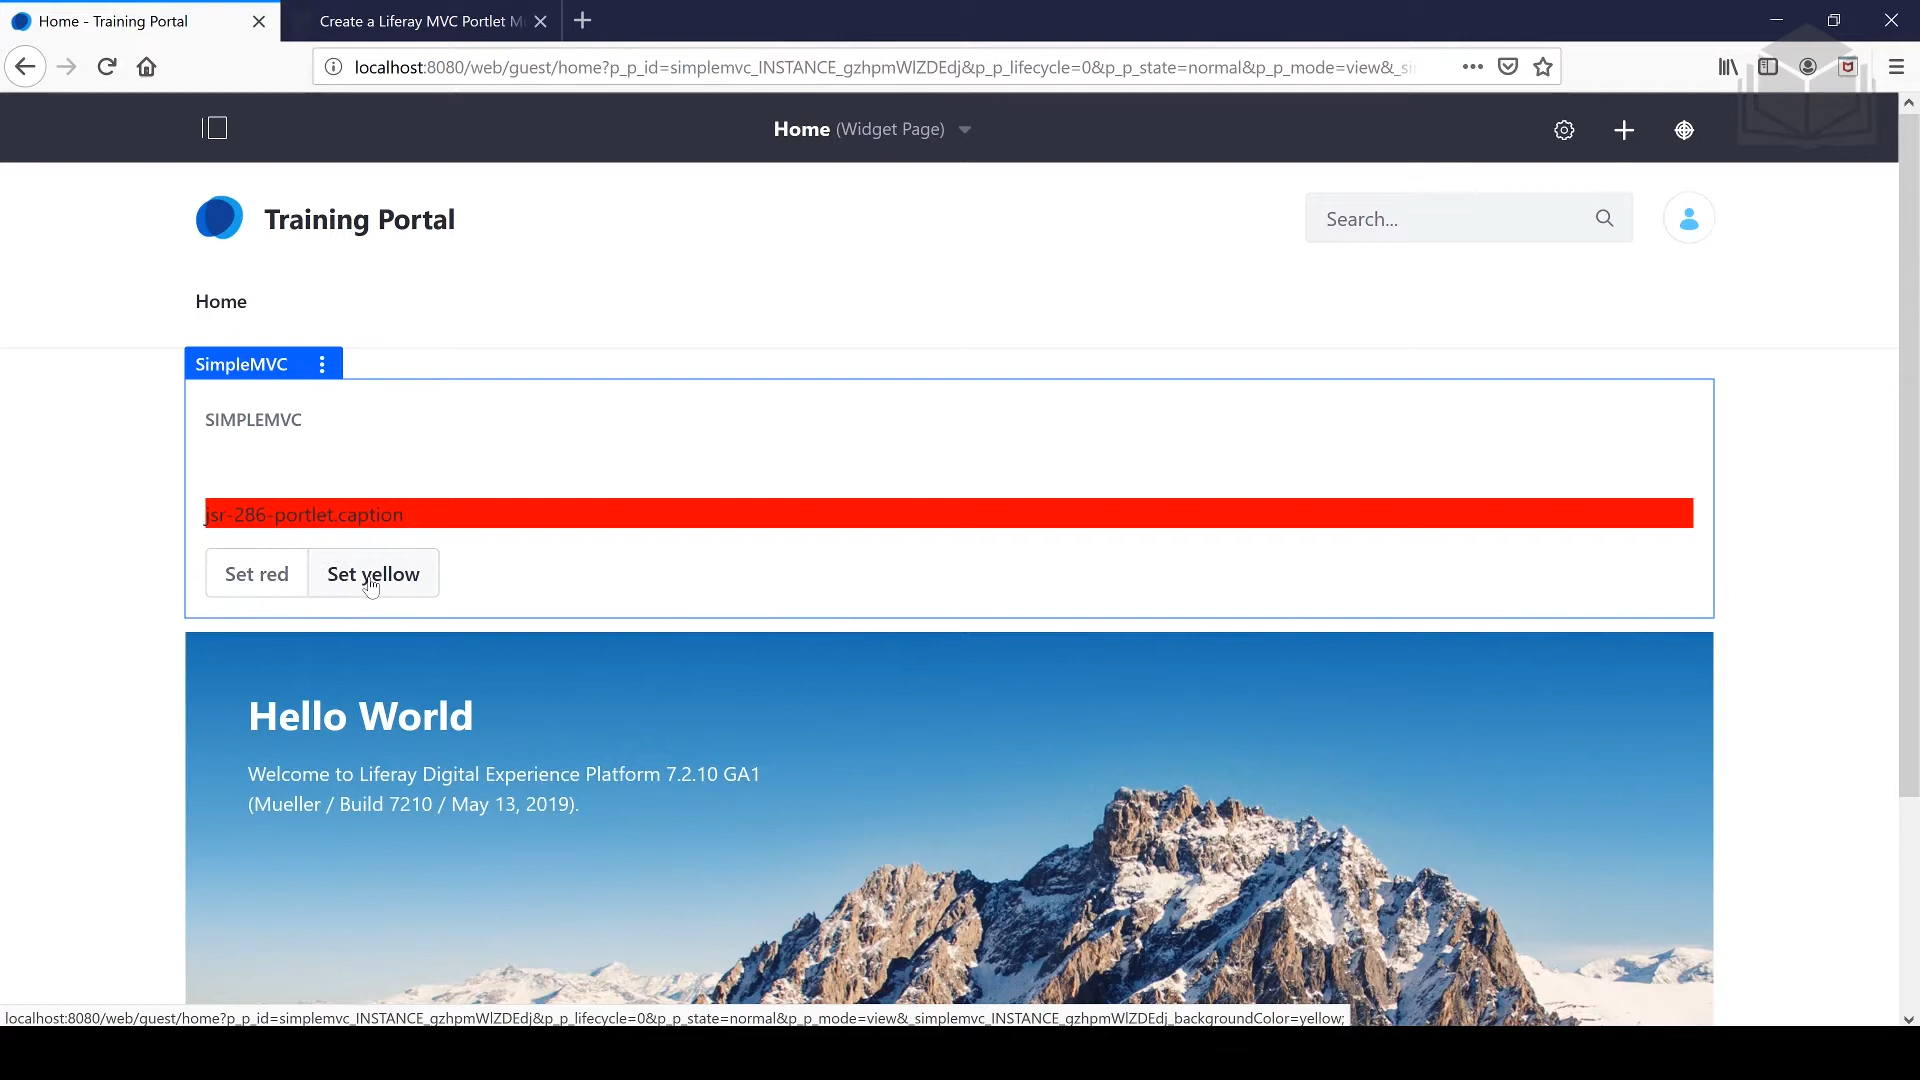 Home - Training Portal
Create a Liferay MVC Portlet M
localhost:8080/web/guest/home?p_p_id=simplemvc_INSTANCE_gzhpmWlZDEdj&p_p_lifecycle=0&p_p_state=normal&p_p_mode=view&_si
Home (Widget Page)
Training Portal
Search...
Home
SimpleMVC
SIMPLEMVC
jsr-286-portlet.caption
Set red
Set yellow
Hello World
Welcome to Liferay Digital Experience Platform 7.2.10 GA1
(Mueller / Build 7210 / May 13, 2019).
localhost:8080/web/guest/home?p_p_id=simplemvc_INSTANCE_gzhpmWlZDEdj&p_p_lifecycle=0&p_p_state=normal&p_p_mode=view&_simplemvc_INSTANCE_gzhpmWlZDEdj_backgroundColor=yellow;